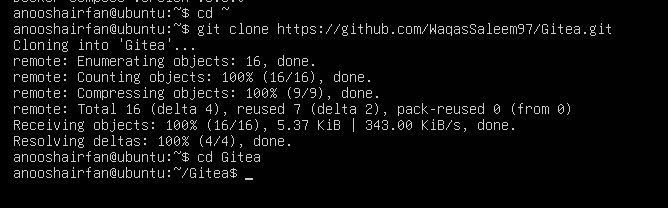 anooshairfan@ubuntu:~$ cd ~
anooshairfan@ubuntu:~$ git clone https://github.com/WaqasSaleem97/Gitea.git
Cloning into 'Gitea'...
remote: Enumerating objects: 16, done.
remote: Counting objects: 100% (16/16), done.
remote: Compressing objects: 100% (9/9), done.
remote: Total 16 (delta 4), reused 7 (delta 2), pack-reused 0 (from 0)
Receiving objects: 100% (16/16), 5.37 KiB | 343.00 KiB/s, done.
Resolving deltas: 100% (4/4), done.
anooshairfan@ubuntu:~$ cd Gitea
anooshairfan@ubuntu:~/Gitea$ _